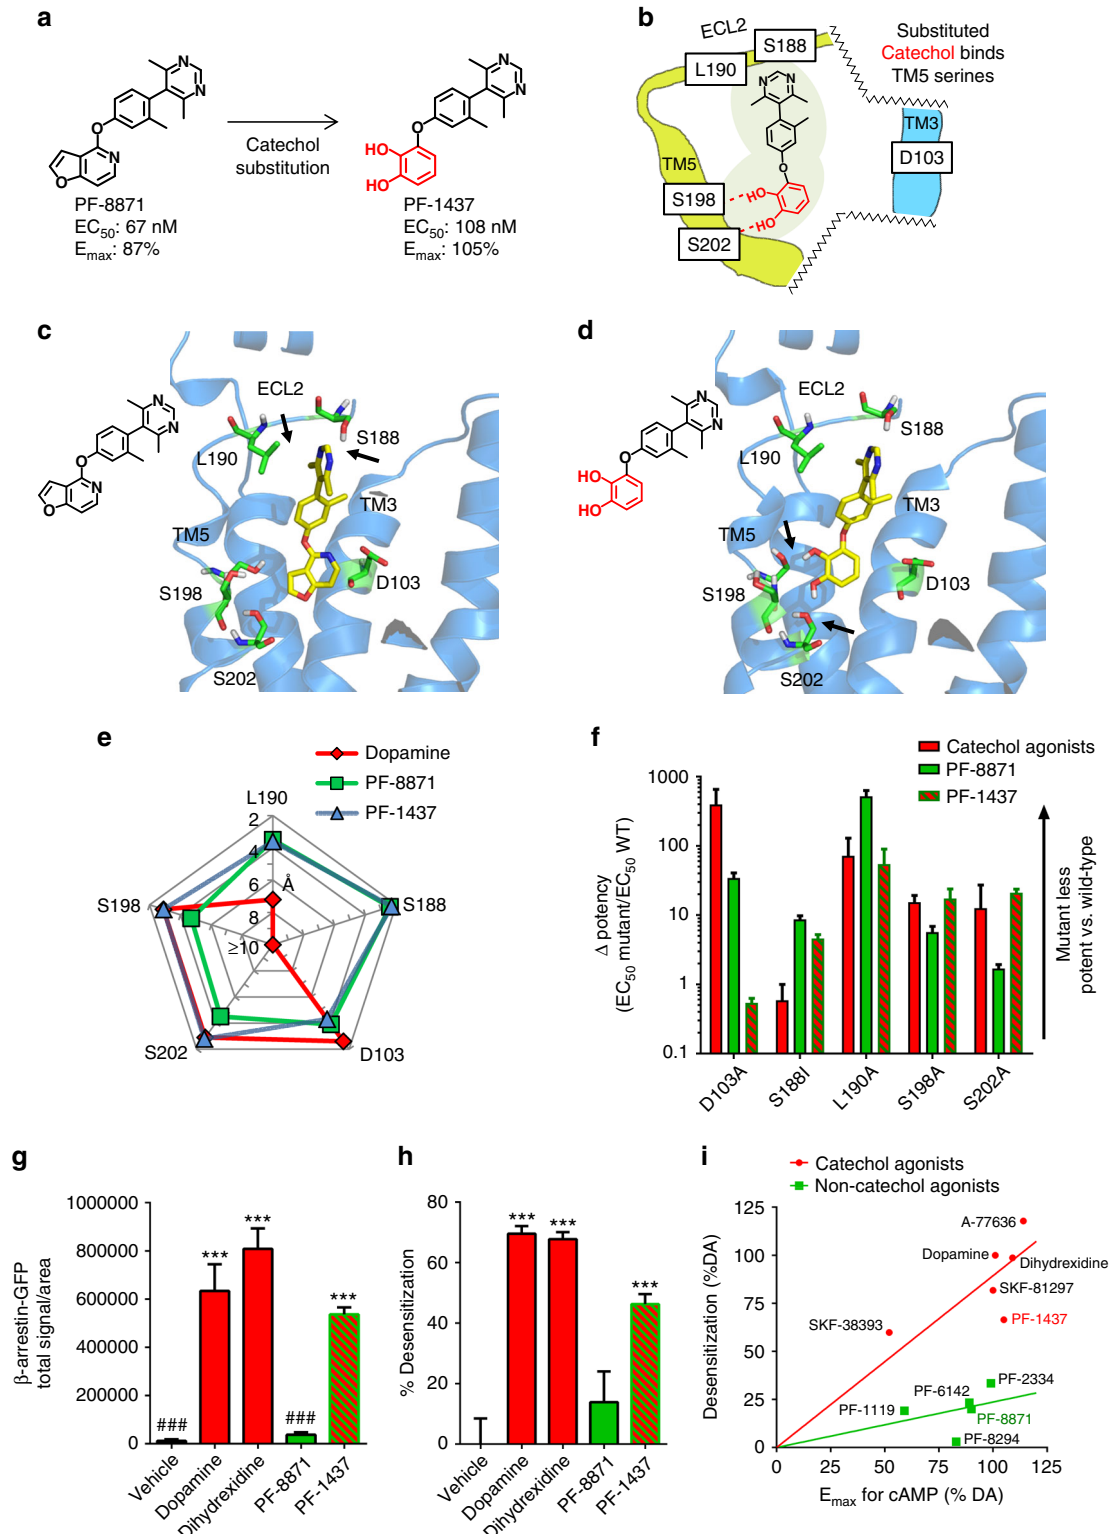 a
N
N
O
N
O
PF-8871
EC50: 67 nM
Emax: 87%
Catechol
substitution
N
N
O
HO
HO
PF-1437
EC50: 108 nM
Emax: 105%
b
ECL2
S188
L190
Substituted
Catechol binds
TM5 serines
N
N
TM3
D103
TM5
O
S198
HO
HO
S202
c
N
N
O
N
O
ECL2
S188
L190
TM3
TM5
D103
S198
S202
d
N
N
HO
O
HO
S188
L190
TM3
TM5
S198
D103
S202
e
Dopamine
PF-8871
PF-1437
L190
2
4
6
Å
8
≥10
S198
S188
S202
D103
f
Catechol agonists
PF-8871
PF-1437
Δ potency
(EC50 mutant/EC50 WT)
1000
100
10
1
0.1
D103A
S188I
L190A
S198A
S202A
Mutant less
potent vs. wild-type
g
β-arrestin-GFP
total signal/area
1000000
800000
600000
400000
200000
0
###
***
***
###
***
Vehicle
Dopamine
Dihydrexidine
PF-8871
PF-1437
h
% Desensitization
80
60
40
20
0
***
***
***
Vehicle
Dopamine
Dihydrexidine
PF-8871
PF-1437
i
Catechol agonists
Non-catechol agonists
Desensitization (%DA)
125
100
75
50
25
0
A-77636
Dopamine
Dihydrexidine
SKF-81297
SKF-38393
PF-1437
PF-2334
PF-6142
PF-1119
PF-8871
PF-8294
0
25
50
75
100
125
Emax for cAMP (% DA)